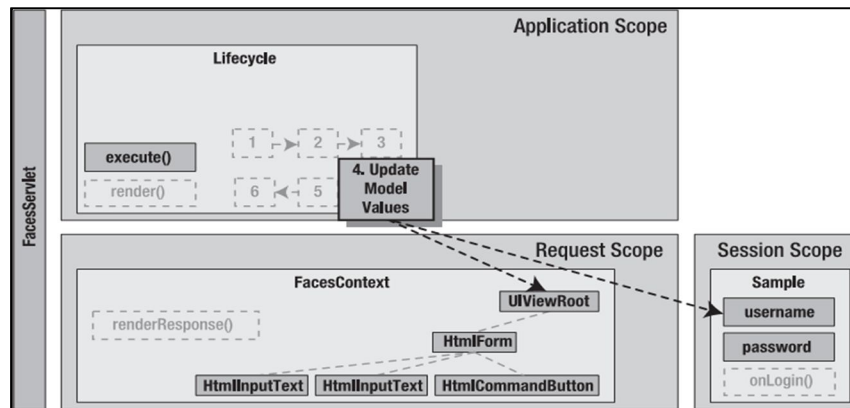 FacesServlet
Application Scope
Lifecycle
execute()
render()
1
2
3
6
5
4. Update
Model
Values
Request Scope
FacesContext
renderResponse()
UIViewRoot
HtmlForm
HtmlInputText
HtmlInputText
HtmlCommandButton
Session Scope
Sample
username
password
onLogin()